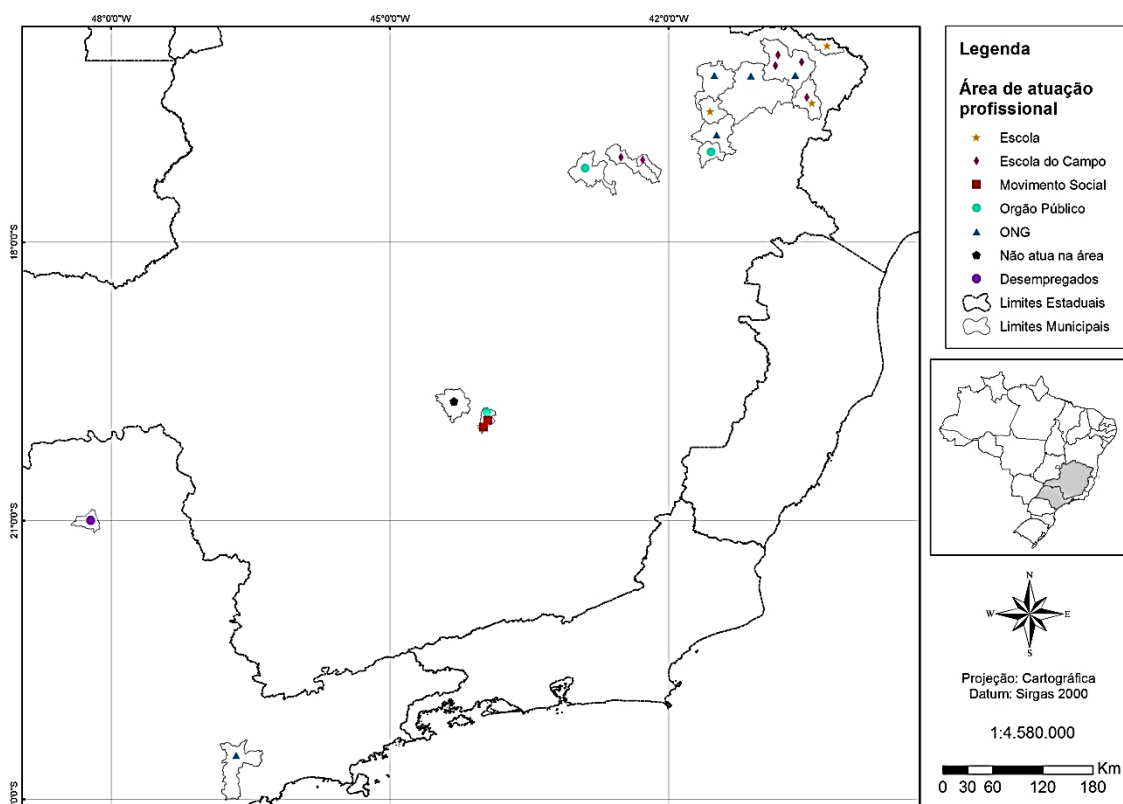 48°0'0"W
45°0'0"W
42°0'0"W
18°0'0"S
21°0'0"S
Legenda
Área de atuação
profissional
Escola
Escola do Campo
Movimento Social
Orgão Público
ONG
Não atua na área
Desempregados
Limites Estaduais
Limites Municipais
N
W
E
S
Projeção: Cartográfica
Datum: Sirgas 2000
1:4.580.000
Km
0 30 60 120 180